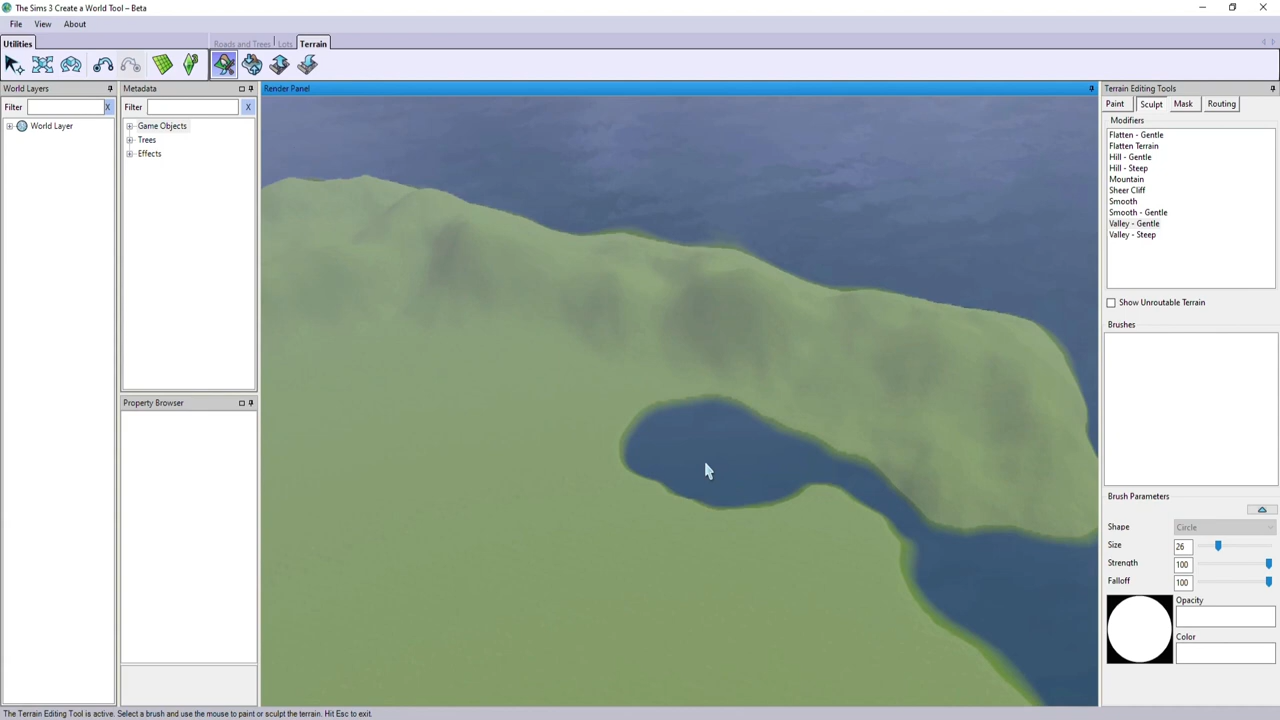 The Sims 3 Create a World Tool – Beta
File View About
Utilities Roads and Trees Lots Terrain
World Layers Metadata Render Panel Terrain Editing Tools
Filter X Filter X
World Layer
Game Objects
Trees
Effects
Property Browser
Paint Sculpt Mask Routing
Modifiers
Flatten - Gentle
Flatten Terrain
Hill - Gentle
Hill - Steep
Mountain
Sheer Cliff
Smooth
Smooth - Gentle
Valley - Gentle
Valley - Steep
Show Unroutable Terrain
Brushes
Brush Parameters
Shape Circle
Size 26
Strength 100
Falloff 100
Opacity
Color
The Terrain Editing Tool is active. Select a brush and use the mouse to paint or sculpt the terrain. Hit Esc to exit.